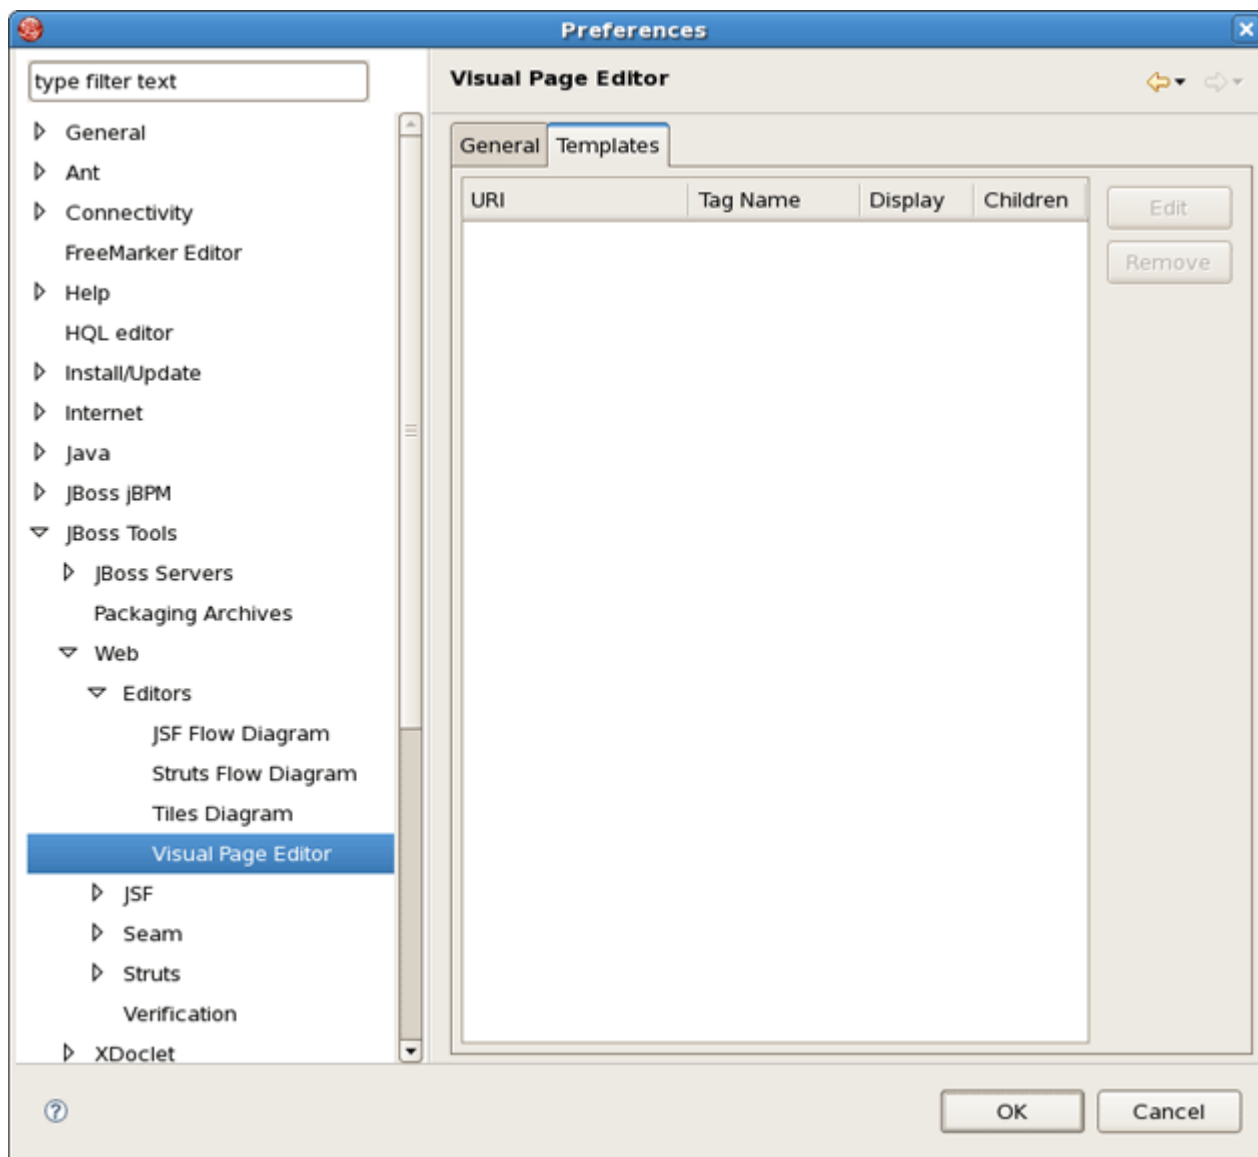 Preferences
type filter text
General
Ant
Connectivity
FreeMarker Editor
Help
HQL editor
Install/Update
Internet
Java
JBoss jBPM
JBoss Tools
JBoss Servers
Packaging Archives
Web
Editors
JSF Flow Diagram
Struts Flow Diagram
Tiles Diagram
Visual Page Editor
JSF
Seam
Struts
Verification
XDoclet
Visual Page Editor
General Templates
URI Tag Name Display Children
Edit
Remove
OK Cancel